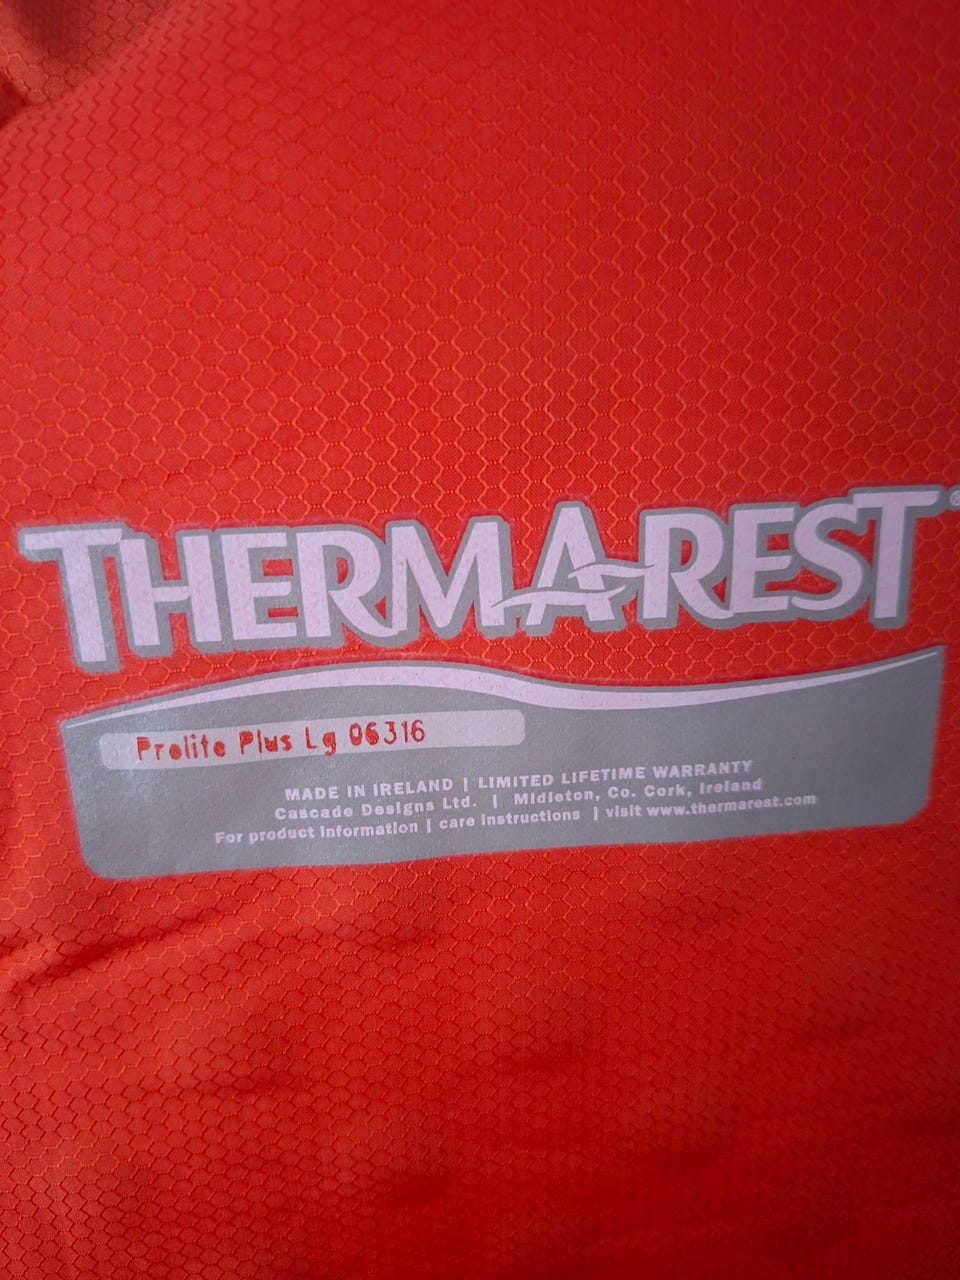 THERMAREST®
Prolite Plus Lg 06316
MADE IN IRELAND | LIMITED LIFETIME WARRANTY
Cascade Designs Ltd. | Midleton, Co. Cork, Ireland
For product information | care instructions | visit www.thermarest.com